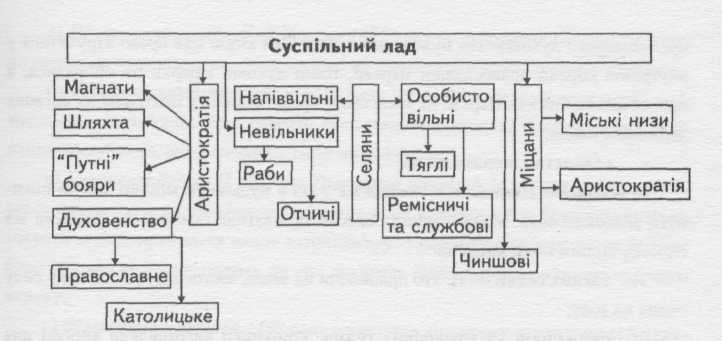 Суспільний лад
Магнати
Шляхта
“Путні”
бояри
Духовенство
Православне
Католицьке
Аристократія
Напіввільні
Невільники
Раби
Отчичі
Селяни
Особисто
вільні
Тяглі
Ремісничі
та службові
Чиншові
Міщани
Міські низи
Аристократія